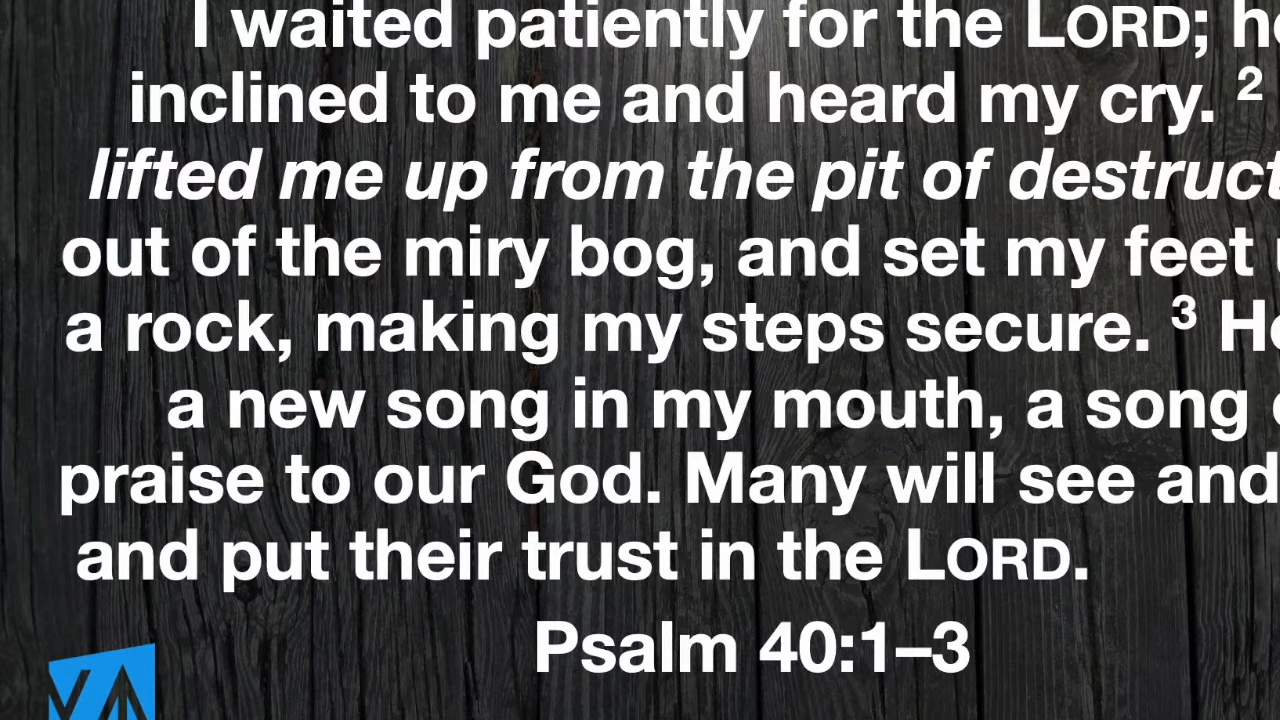 I waited patiently for the LORD; he
inclined to me and heard my cry. ²
lifted me up from the pit of destruct
out of the miry bog, and set my feet
a rock, making my steps secure. ³ He
a new song in my mouth, a song
praise to our God. Many will see and
and put their trust in the LORD.
Psalm 40:1–3